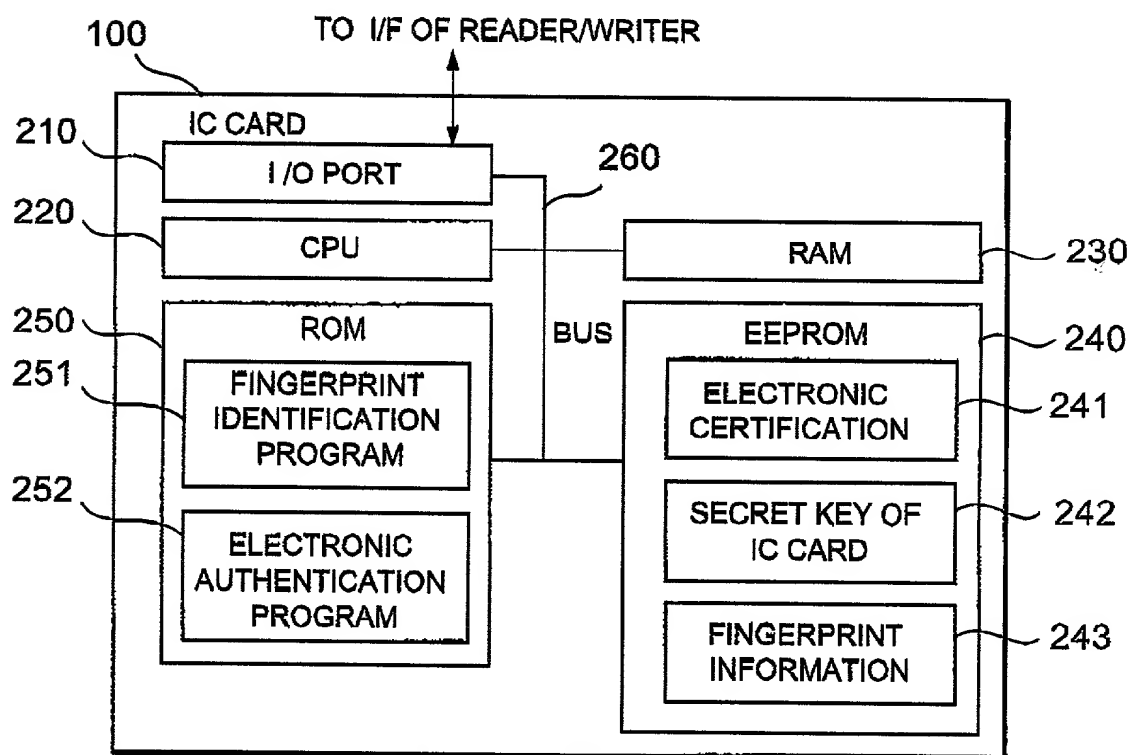 TO I/F OF READER/WRITER
100
IC CARD
210
I/O PORT
260
220
CPU
RAM
230
250
ROM
BUS
EEPROM
240
251
FINGERPRINT
IDENTIFICATION
PROGRAM
ELECTRONIC
CERTIFICATION
241
252
ELECTRONIC
AUTHENTICATION
PROGRAM
SECRET KEY OF
IC CARD
242
FINGERPRINT
INFORMATION
243